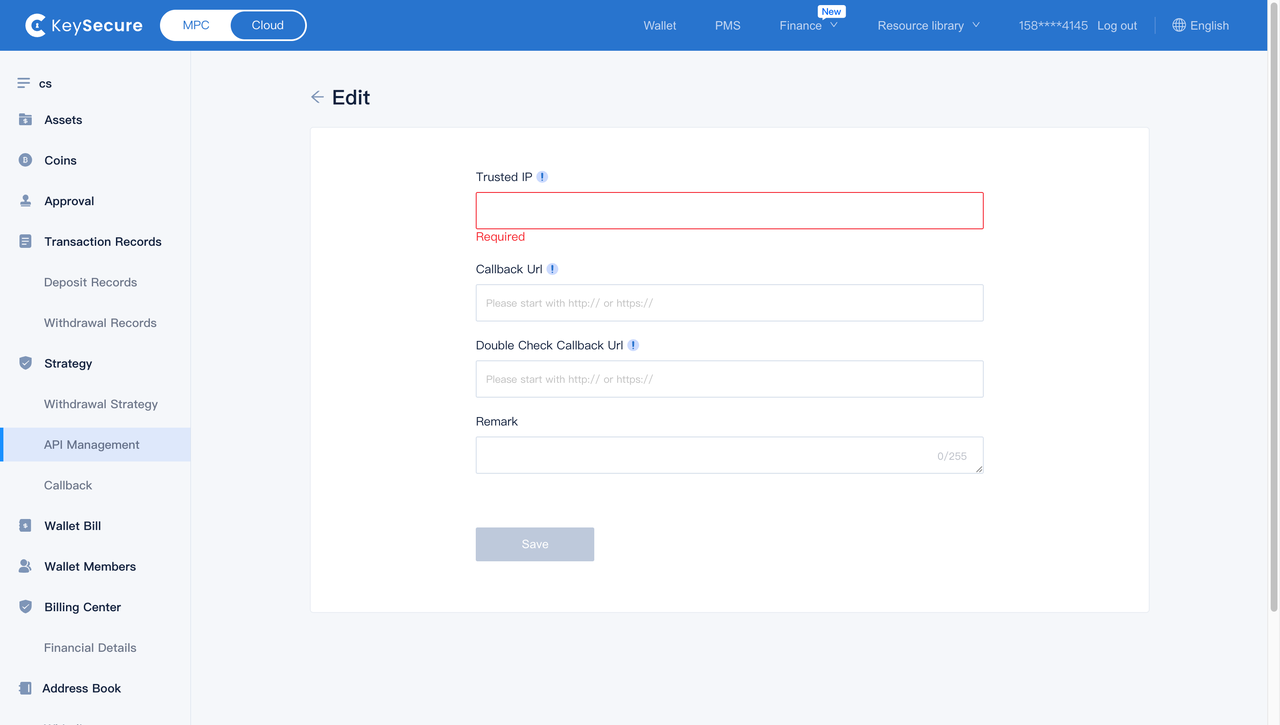 KeySecure
MPC
Cloud
Wallet
PMS
Finance
New
Resource library
158****4145
Log out
English
cs
Assets
Coins
Approval
Transaction Records
Deposit Records
Withdrawal Records
Strategy
Withdrawal Strategy
API Management
Callback
Wallet Bill
Wallet Members
Billing Center
Financial Details
Address Book
Edit
Trusted IP
Required
Callback Url
Please start with http:// or https://
Double Check Callback Url
Please start with http:// or https://
Remark
0/255
Save